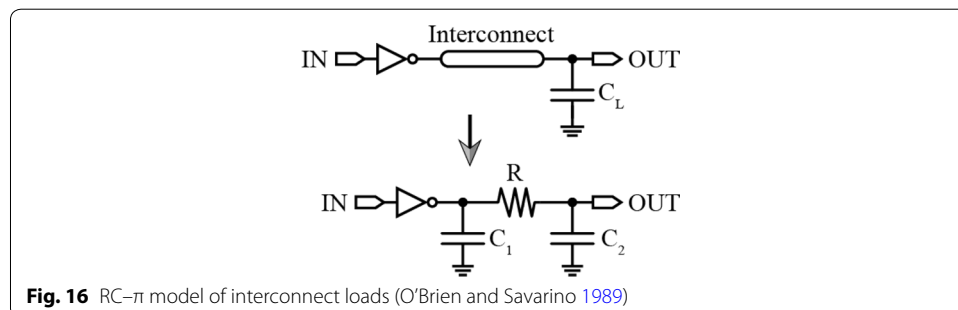 Interconnect
IN OUT
C_L
R
IN OUT
C_1 C_2
Fig. 16 RC–π model of interconnect loads (O'Brien and Savarino 1989)